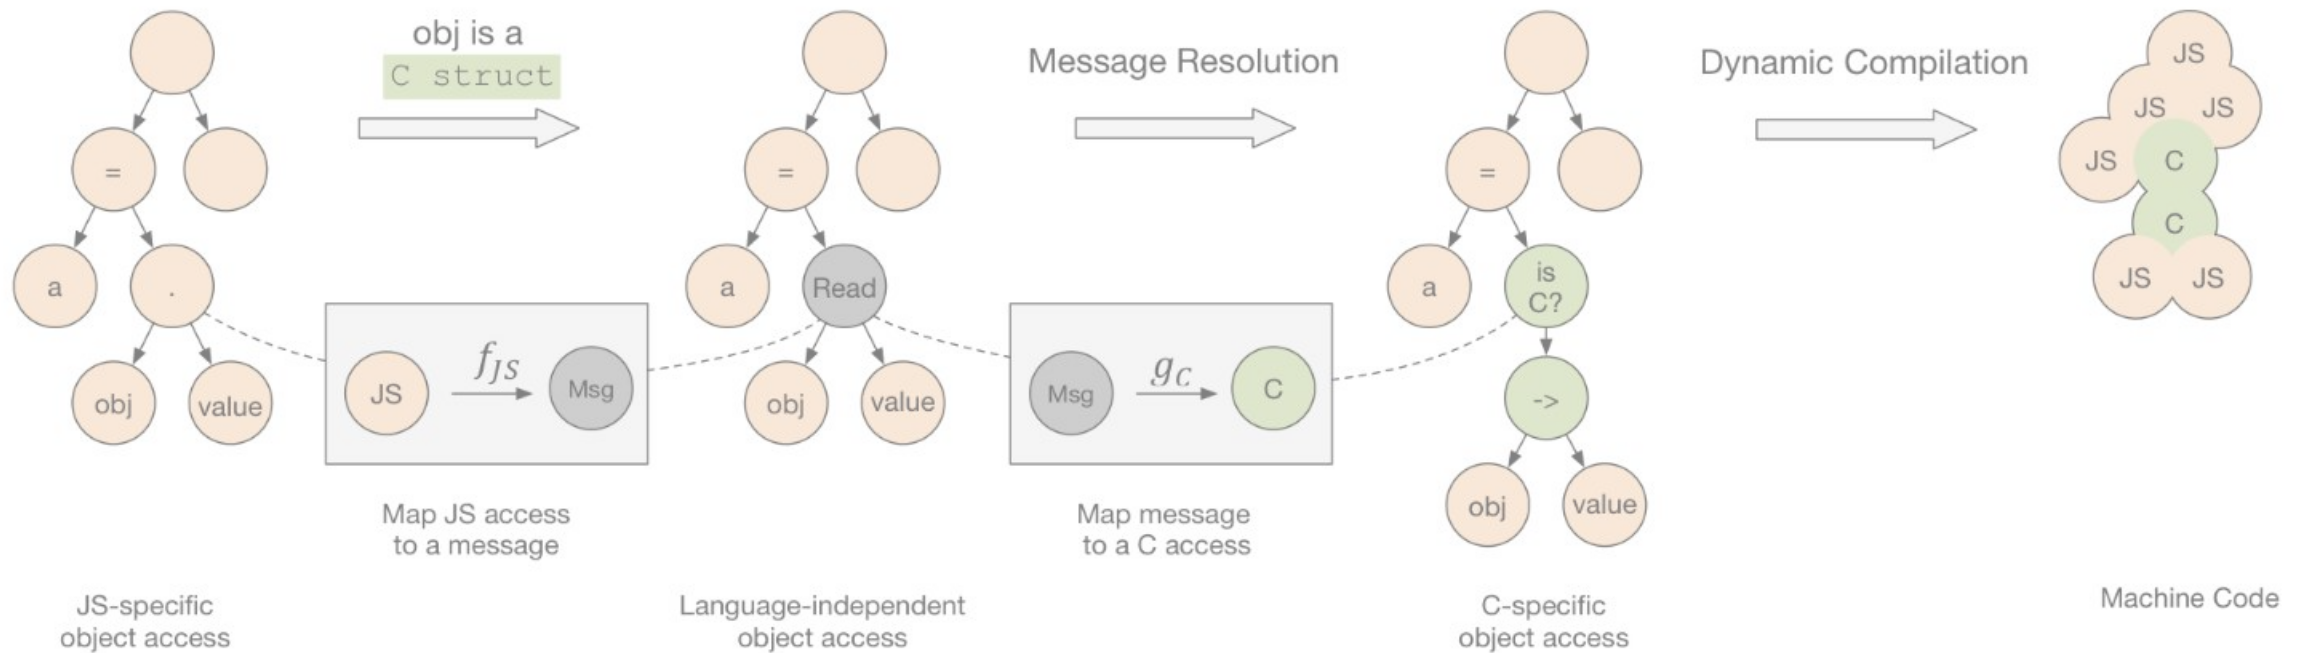 obj is a
C struct
Message Resolution
Dynamic Compilation
=
a
.
obj
value
JS
f_JS
Msg
Map JS access
to a message
JS-specific
object access
=
a
Read
obj
value
Msg
g_C
C
Map message
to a C access
Language-independent
object access
=
a
is
C?
->
obj
value
C-specific
object access
JS
JS JS
JS C
C
JS JS
Machine Code